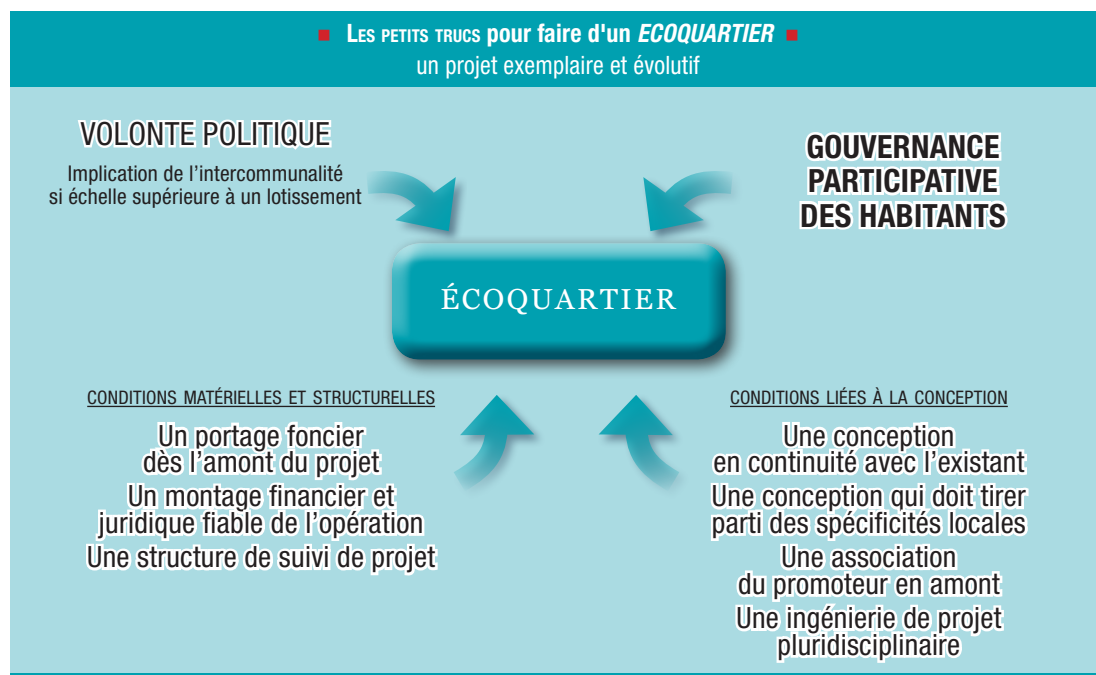 Les petits trucs pour faire d'un ECOQUARTIER
un projet exemplaire et évolutif
VOLONTE POLITIQUE
Implication de l'intercommunalité
si échelle supérieure à un lotissement
GOUVERNANCE
PARTICIPATIVE
DES HABITANTS
ÉCOQUARTIER
CONDITIONS MATÉRIELLES ET STRUCTURELLES
Un portage foncier
dès l'amont du projet
Un montage financier et
juridique fiable de l'opération
Une structure de suivi de projet
CONDITIONS LIÉES À LA CONCEPTION
Une conception
en continuité avec l'existant
Une conception qui doit tirer
parti des spécificités locales
Une association
du promoteur en amont
Une ingénierie de projet
pluridisciplinaire